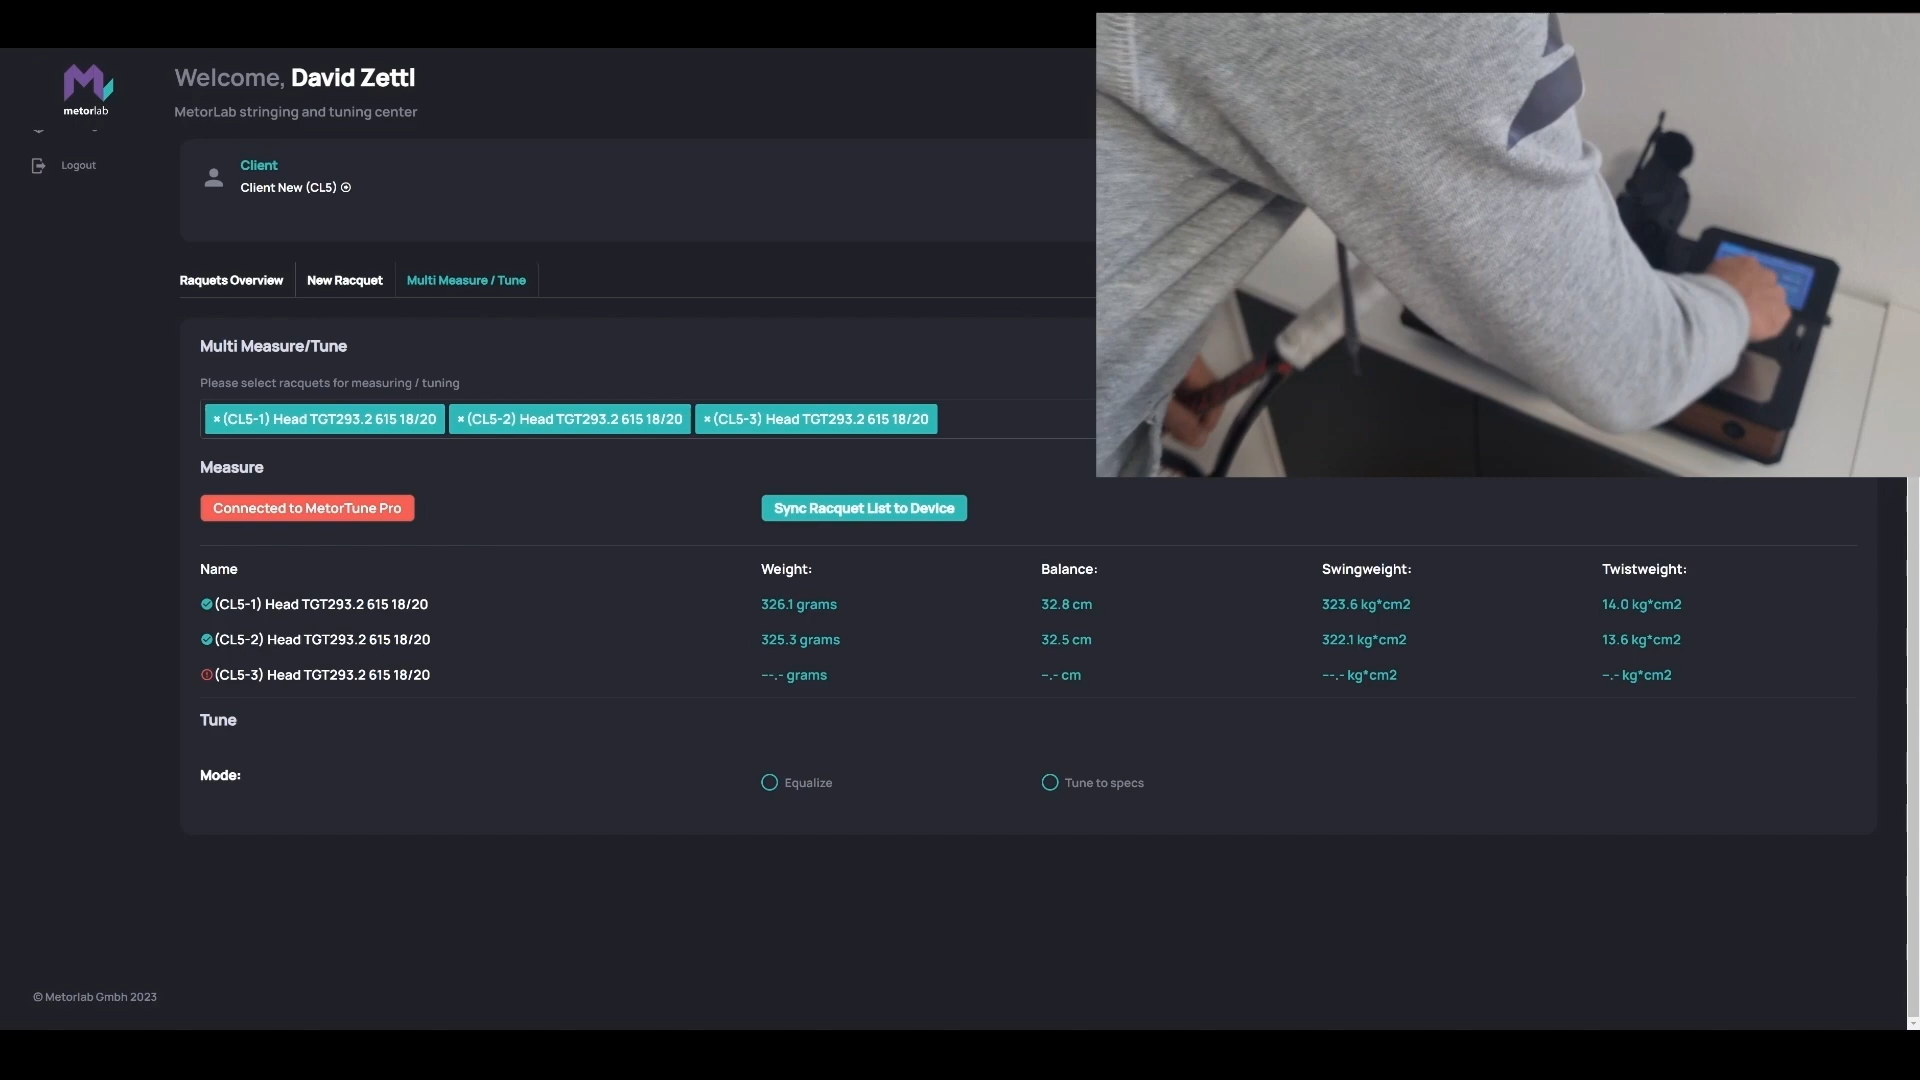 metorlab
Welcome, David Zettl
MetorLab stringing and tuning center
Logout
Client
Client New (CL5)
Raquets Overview
New Racquet
Multi Measure / Tune
Multi Measure/Tune
Please select racquets for measuring / tuning
× (CL5-1) Head TGT293.2 615 18/20 × (CL5-2) Head TGT293.2 615 18/20 × (CL5-3) Head TGT293.2 615 18/20
Measure
Connected to MetorTune Pro
Sync Racquet List to Device
Name Weight: Balance: Swingweight: Twistweight:
(CL5-1) Head TGT293.2 615 18/20 326.1 grams 32.8 cm 323.6 kg*cm2 14.0 kg*cm2
(CL5-2) Head TGT293.2 615 18/20 325.3 grams 32.5 cm 322.1 kg*cm2 13.6 kg*cm2
(CL5-3) Head TGT293.2 615 18/20 --.- grams -.- cm --.- kg*cm2 -.- kg*cm2
Tune
Mode: Equalize Tune to specs
© Metorlab Gmbh 2023